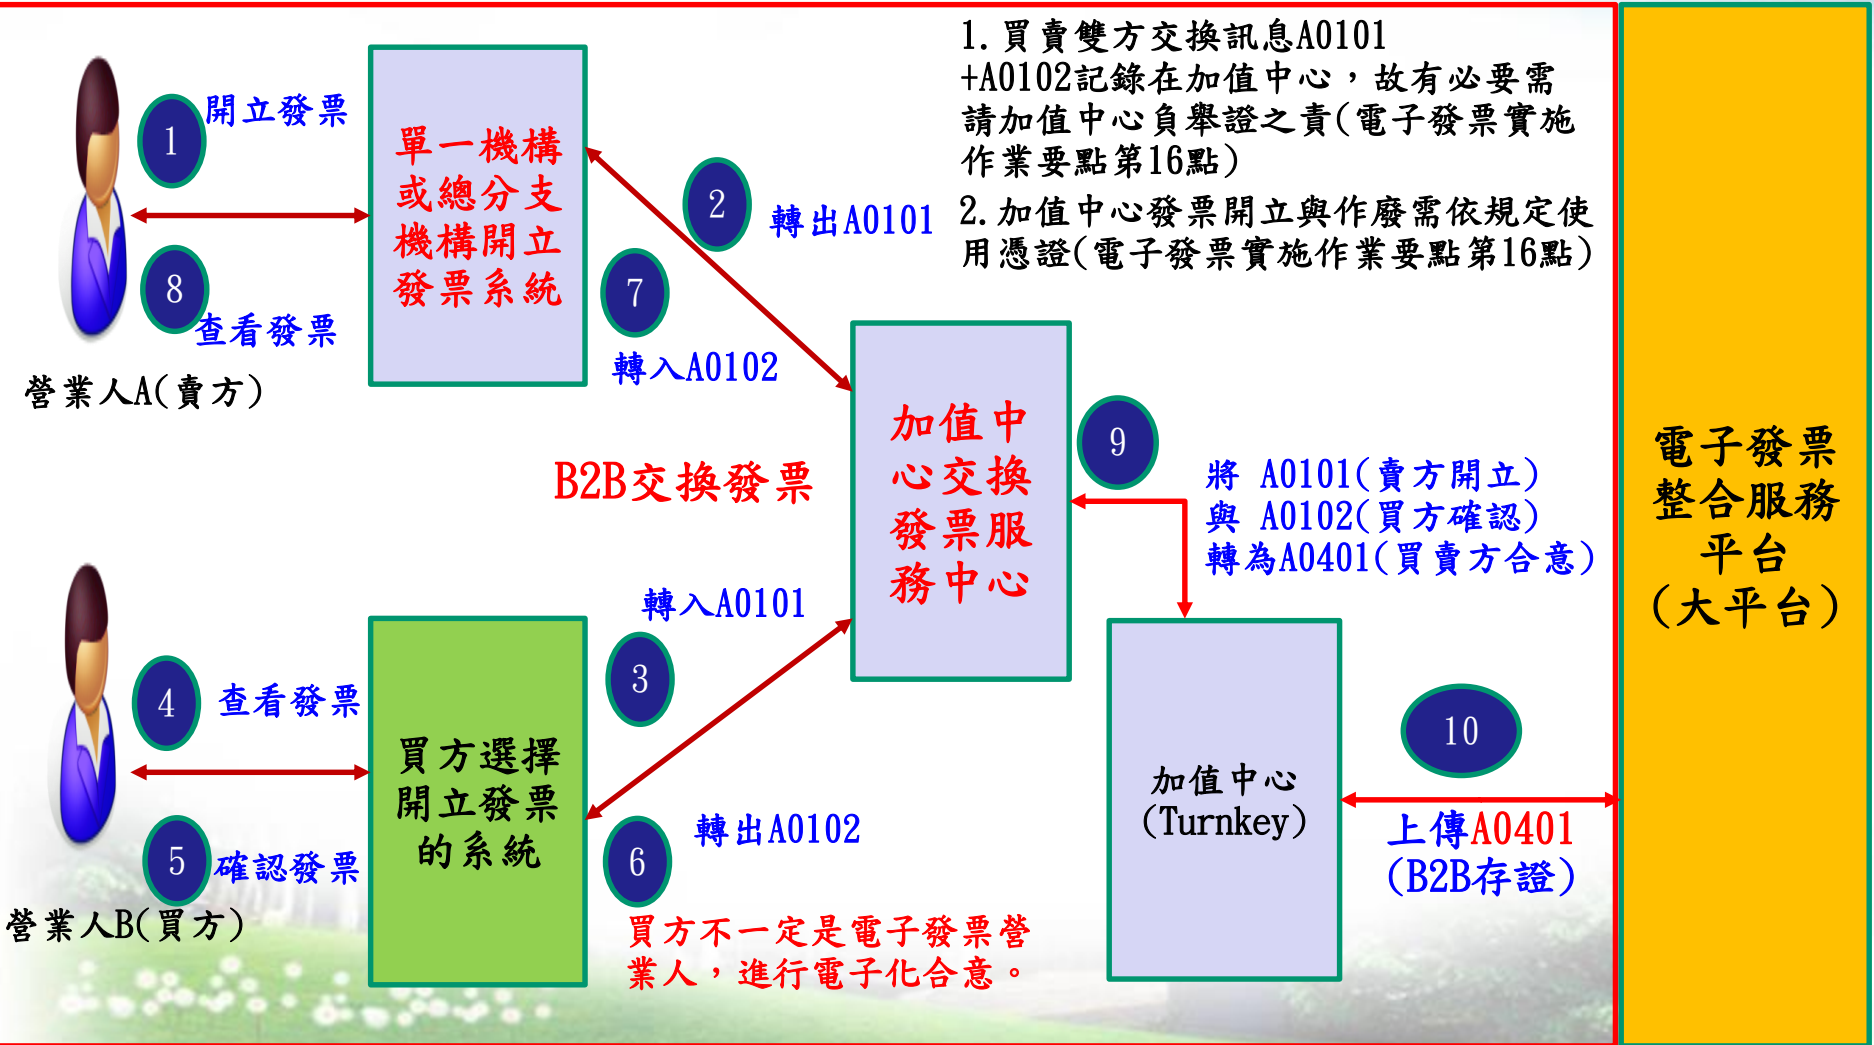 1.買賣雙方交換訊息A0101
+A0102記錄在加值中心，故有必要需
請加值中心負舉證之責(電子發票實施
作業要點第16點)
2.加值中心發票開立與作廢需依規定使
用憑證(電子發票實施作業要點第16點)
1
開立發票
8
查看發票
營業人A(賣方)
單一機構
或總分支
機構開立
發票系統
2
轉出A0101
7
轉入A0102
B2B交換發票
加值中
心交換
發票服
務中心
9
將 A0101(賣方開立)
與 A0102(買方確認)
轉為A0401(買賣方合意)
轉入A0101
3
4
查看發票
5
確認發票
營業人B(買方)
買方選擇
開立發票
的系統
轉出A0102
6
買方不一定是電子發票營
業人，進行電子化合意。
加值中心
(Turnkey)
10
上傳A0401
(B2B存證)
電子發票
整合服務
平台
(大平台)